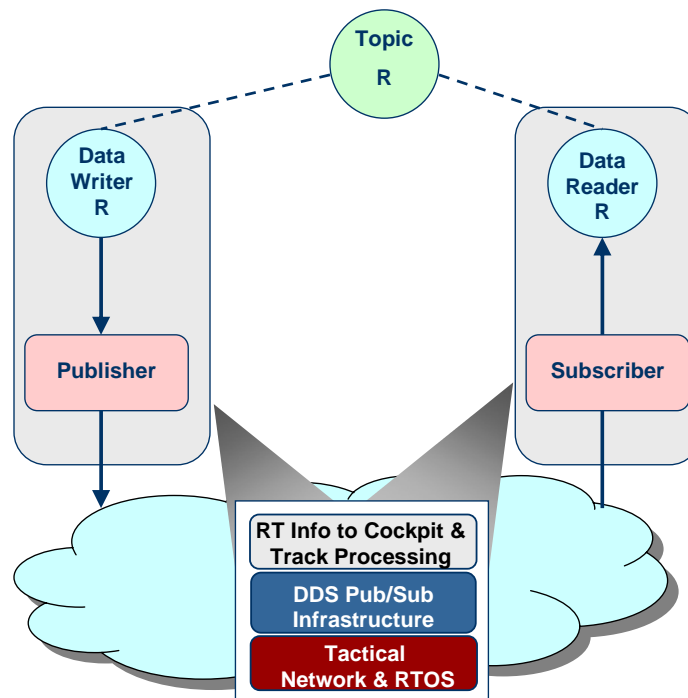 Topic
R
Data
Writer
R
Data
Reader
R
Publisher
Subscriber
RT Info to Cockpit &
Track Processing
DDS Pub/Sub
Infrastructure
Tactical
Network & RTOS